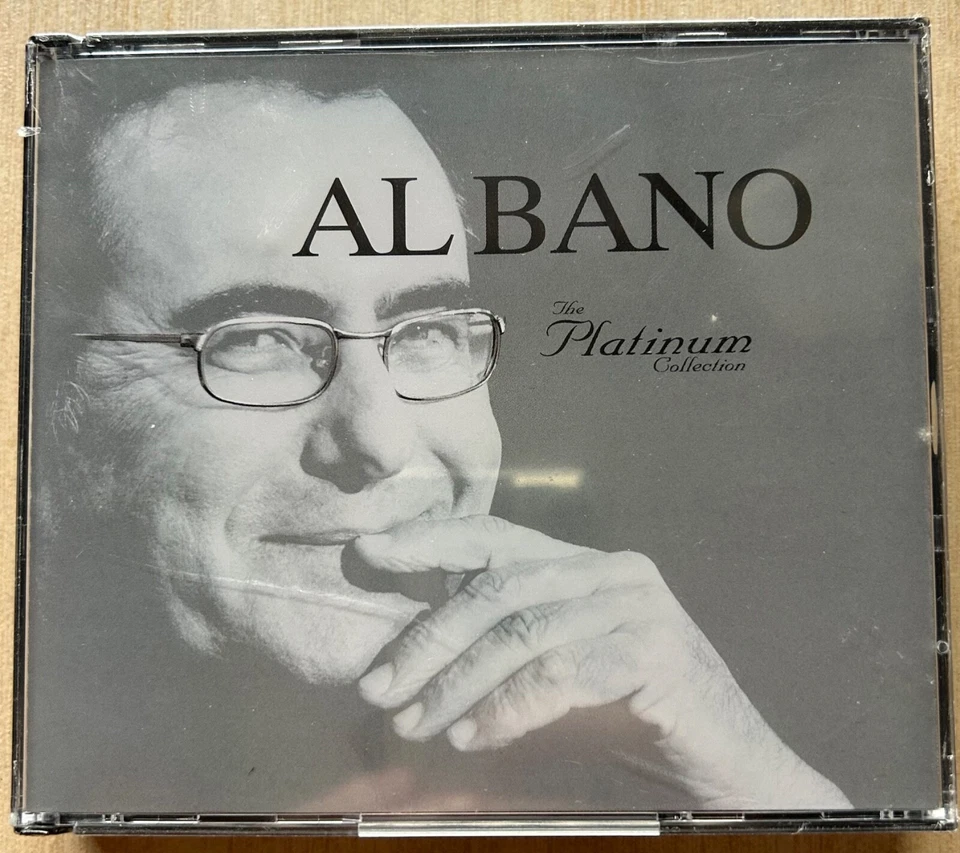 AL BANO
The
Platinum
Collection